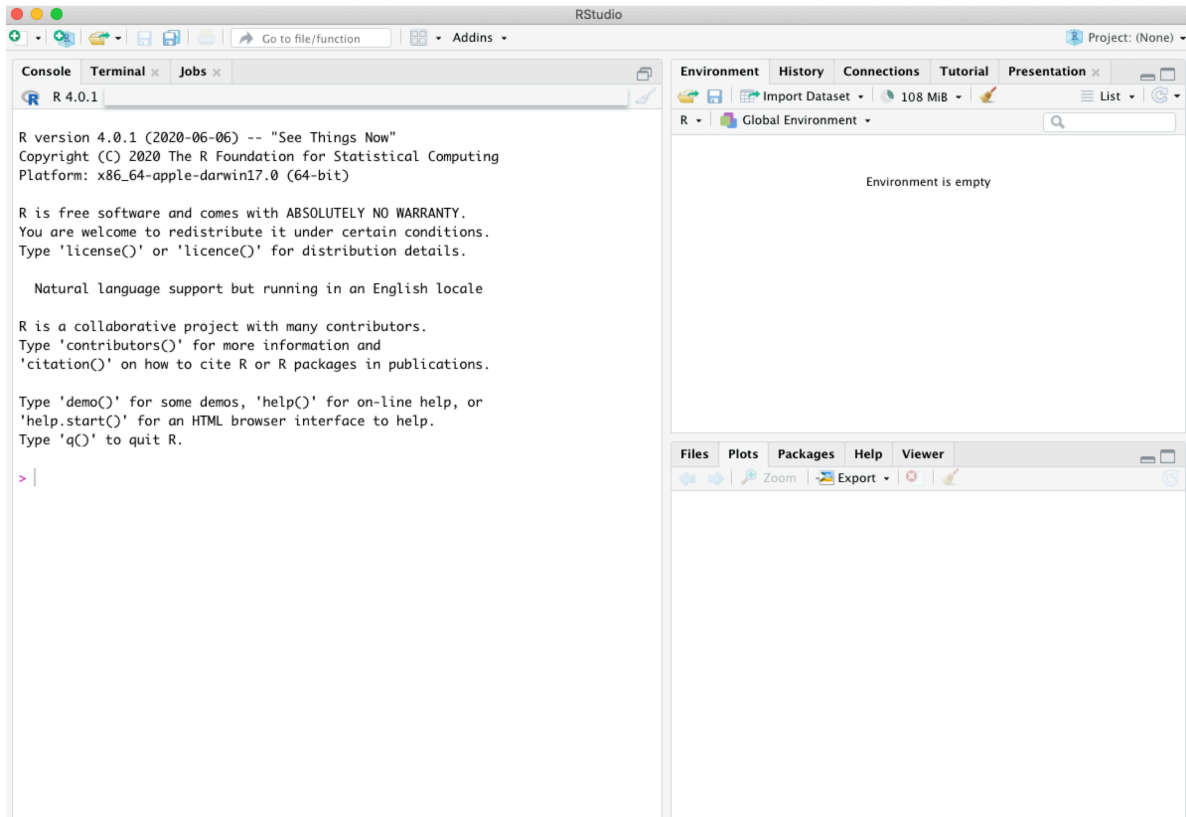 RStudio
Go to file/function
Addins
Project: (None)
Console Terminal Jobs
R 4.0.1
R version 4.0.1 (2020-06-06) -- "See Things Now"
Copyright (C) 2020 The R Foundation for Statistical Computing
Platform: x86_64-apple-darwin17.0 (64-bit)
R is free software and comes with ABSOLUTELY NO WARRANTY.
You are welcome to redistribute it under certain conditions.
Type 'license()' or 'licence()' for distribution details.
Natural language support but running in an English locale
R is a collaborative project with many contributors.
Type 'contributors()' for more information and
'citation()' on how to cite R or R packages in publications.
Type 'demo()' for some demos, 'help()' for on-line help, or
'help.start()' for an HTML browser interface to help.
Type 'q()' to quit R.
>
Environment History Connections Tutorial Presentation
Import Dataset 108 MiB List
R Global Environment
Environment is empty
Files Plots Packages Help Viewer
Zoom Export